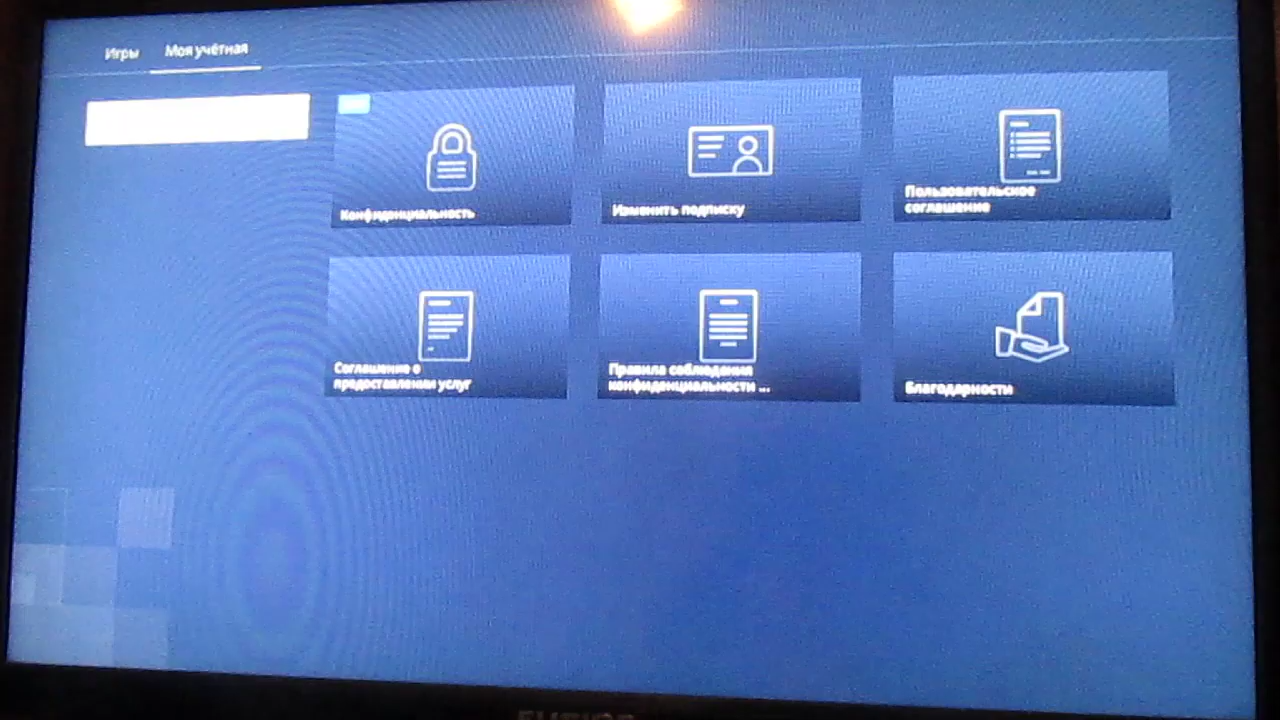 Игры
Моя учётная
Конфиденциальность
Изменить подписку
Пользовательское
соглашение
Соглашение о
предоставлении услуг
Правила соблюдения
конфиденциальности ...
Благодарности